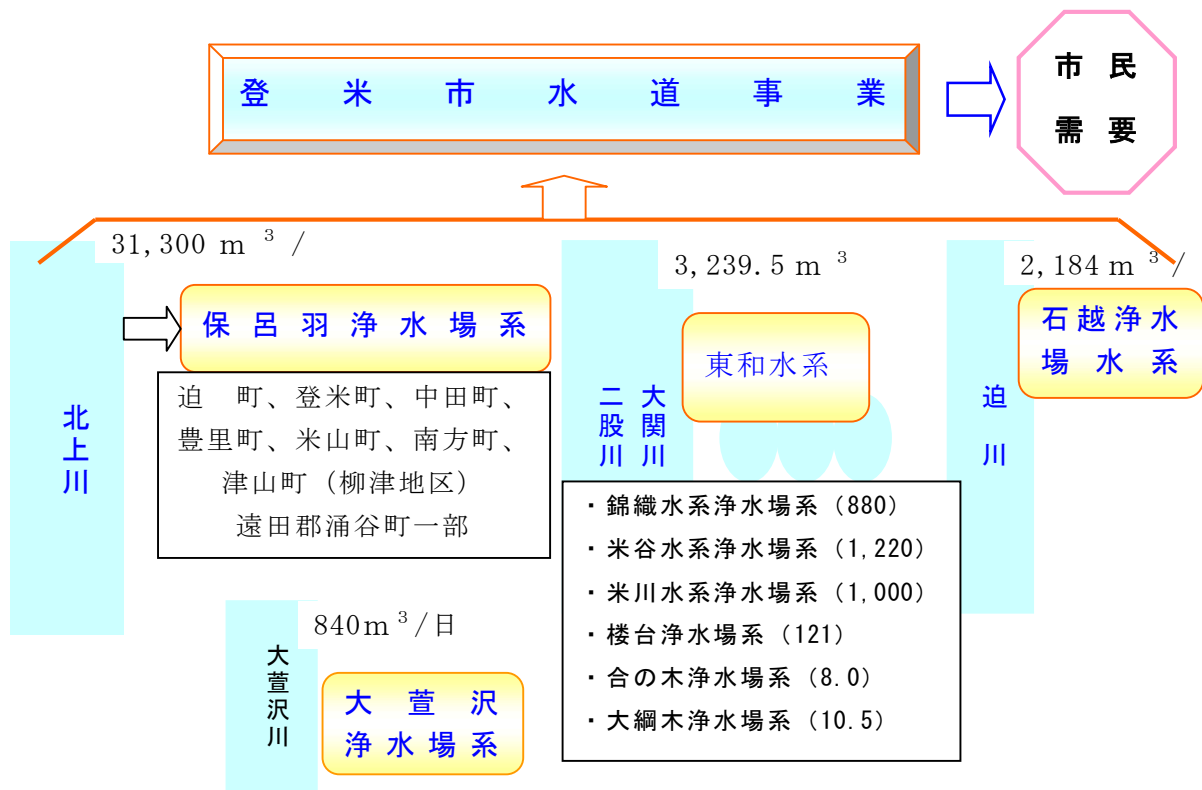 登米市水道事業
市民
需要
31,300 m ³ /
保呂羽浄水場系
迫　町、登米町、中田町、
豊里町、米山町、南方町、
津山町（柳津地区）
遠田郡涌谷町一部
北上川
840m ³ /日
大萱沢川
大萱沢
浄水場系
3,239.5 m ³
東和水系
大関川
二股川
・錦織水系浄水場系（880）
・米谷水系浄水場系（1,220）
・米川水系浄水場系（1,000）
・楼台浄水場系（121）
・合の木浄水場系（8.0）
・大綱木浄水場系（10.5）
2,184 m ³ /
石越浄水
場水系
迫川